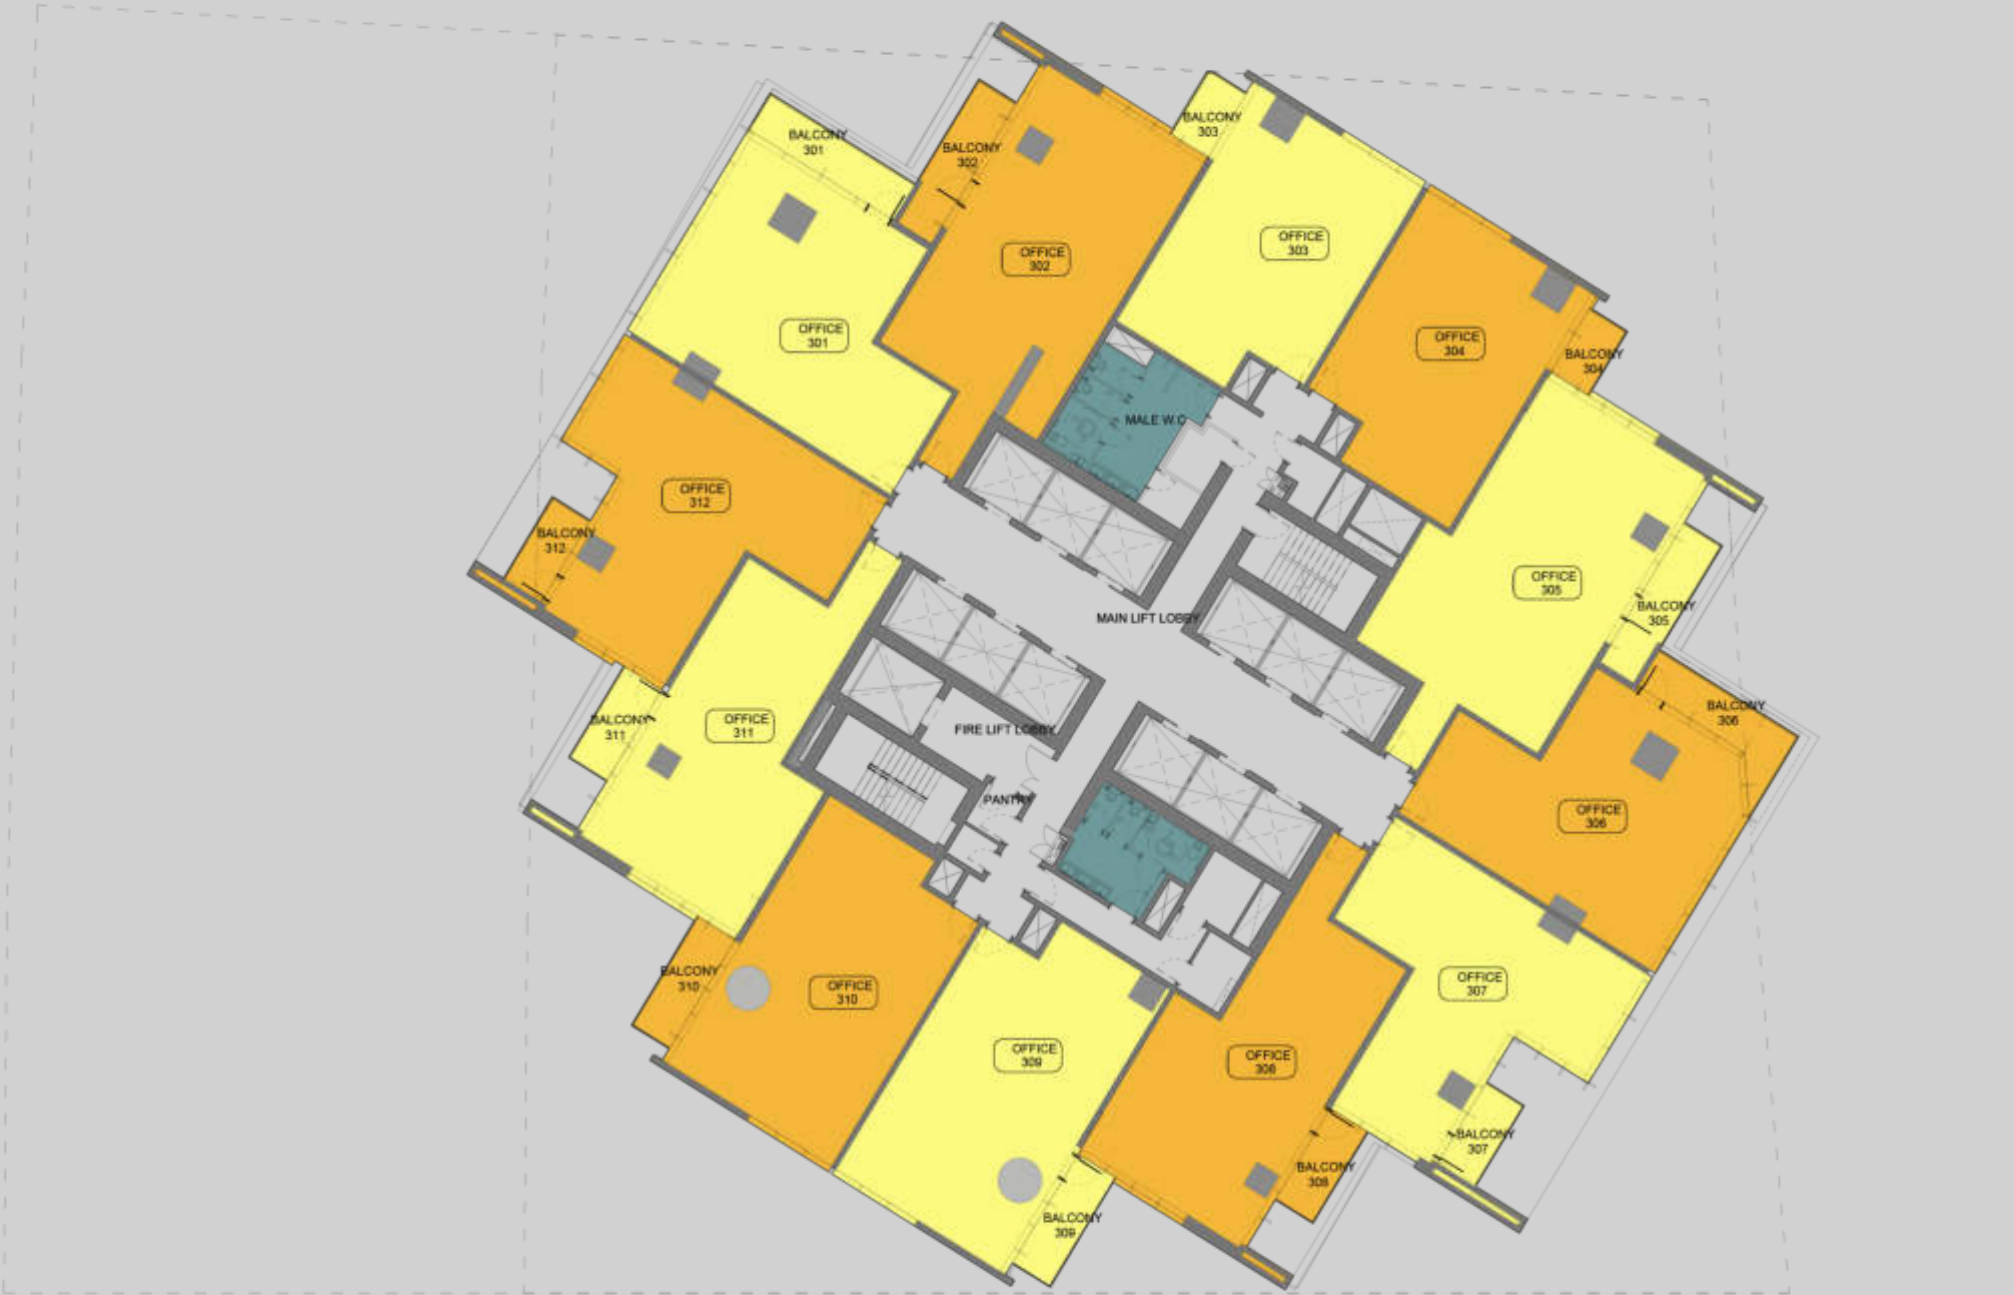 BALCONY
301
BALCONY
302
BALCONY
303
OFFICE
301
OFFICE
302
OFFICE
303
OFFICE
304
BALCONY
304
MALE W.C
OFFICE
312
BALCONY
312
OFFICE
305
BALCONY
305
MAIN LIFT LOBBY
BALCONY
306
OFFICE
306
BALCONY
311
OFFICE
311
FIRE LIFT LOBBY
PANTRY
BALCONY
310
OFFICE
310
OFFICE
309
OFFICE
308
OFFICE
307
BALCONY
307
BALCONY
308
BALCONY
309